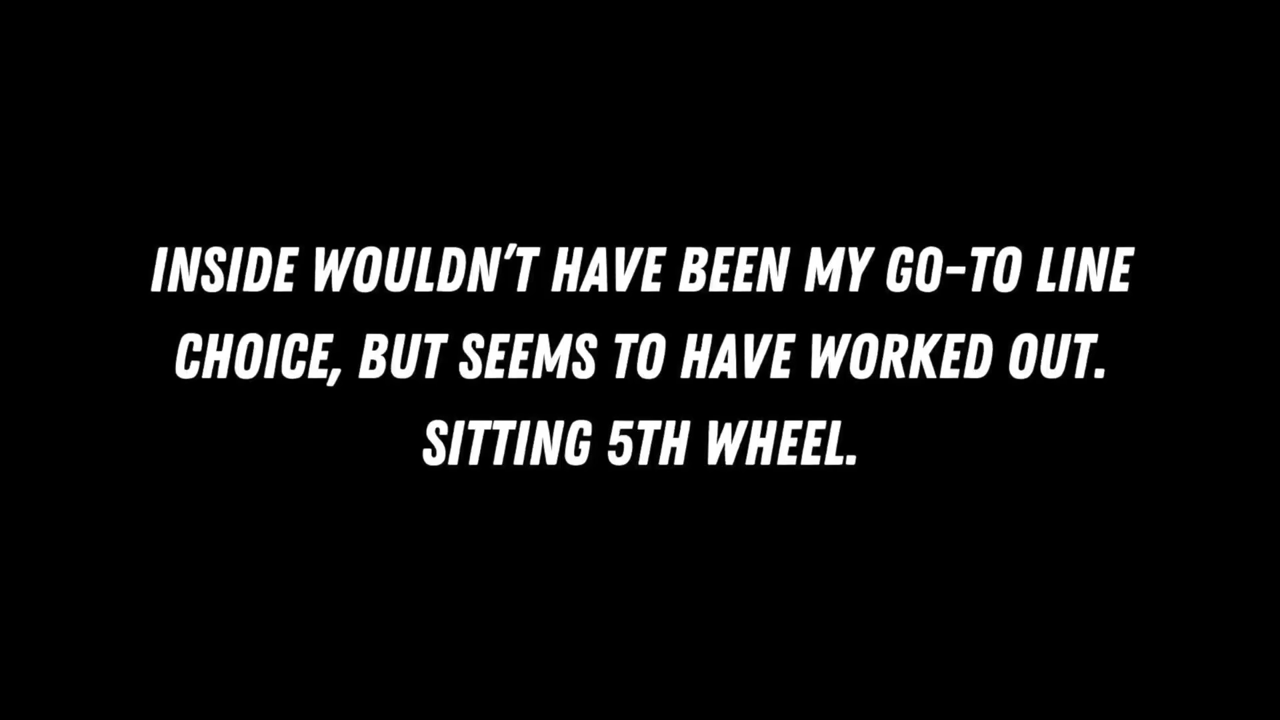 INSIDE WOULDN'T HAVE BEEN MY GO-TO LINE
CHOICE, BUT SEEMS TO HAVE WORKED OUT.
SITTING 5TH WHEEL.